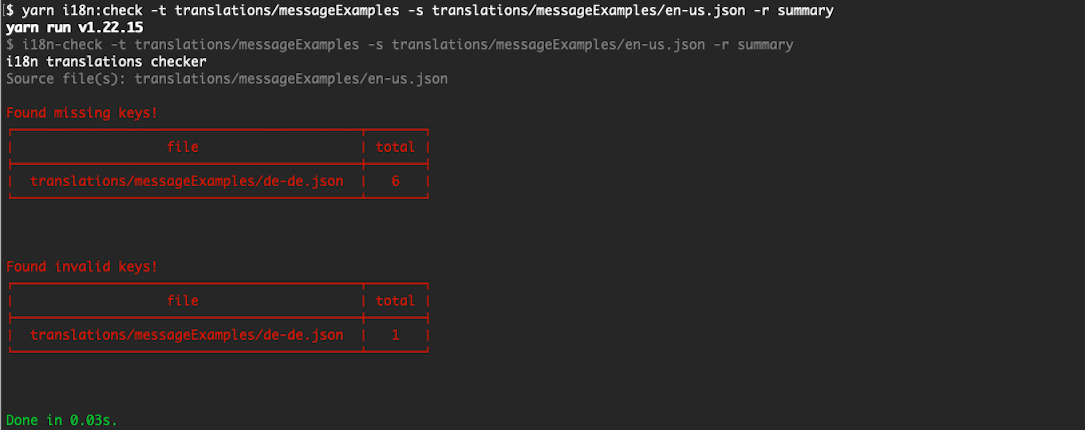 $ yarn i18n:check -t translations/messageExamples -s translations/messageExamples/en-us.json -r summary
yarn run v1.22.15
$ i18n-check -t translations/messageExamples -s translations/messageExamples/en-us.json -r summary
i18n translations checker
Source file(s): translations/messageExamples/en-us.json
Found missing keys!
file total
translations/messageExamples/de-de.json 6
Found invalid keys!
file total
translations/messageExamples/de-de.json 1
Done in 0.03s.